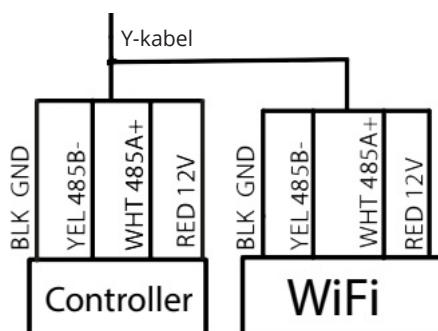 Y-kabel
BLK GND
YEL 485B-
WHT 485A+
RED 12V
BLK GND
YEL 485B-
WHT 485A+
RED 12V
Controller
WiFi